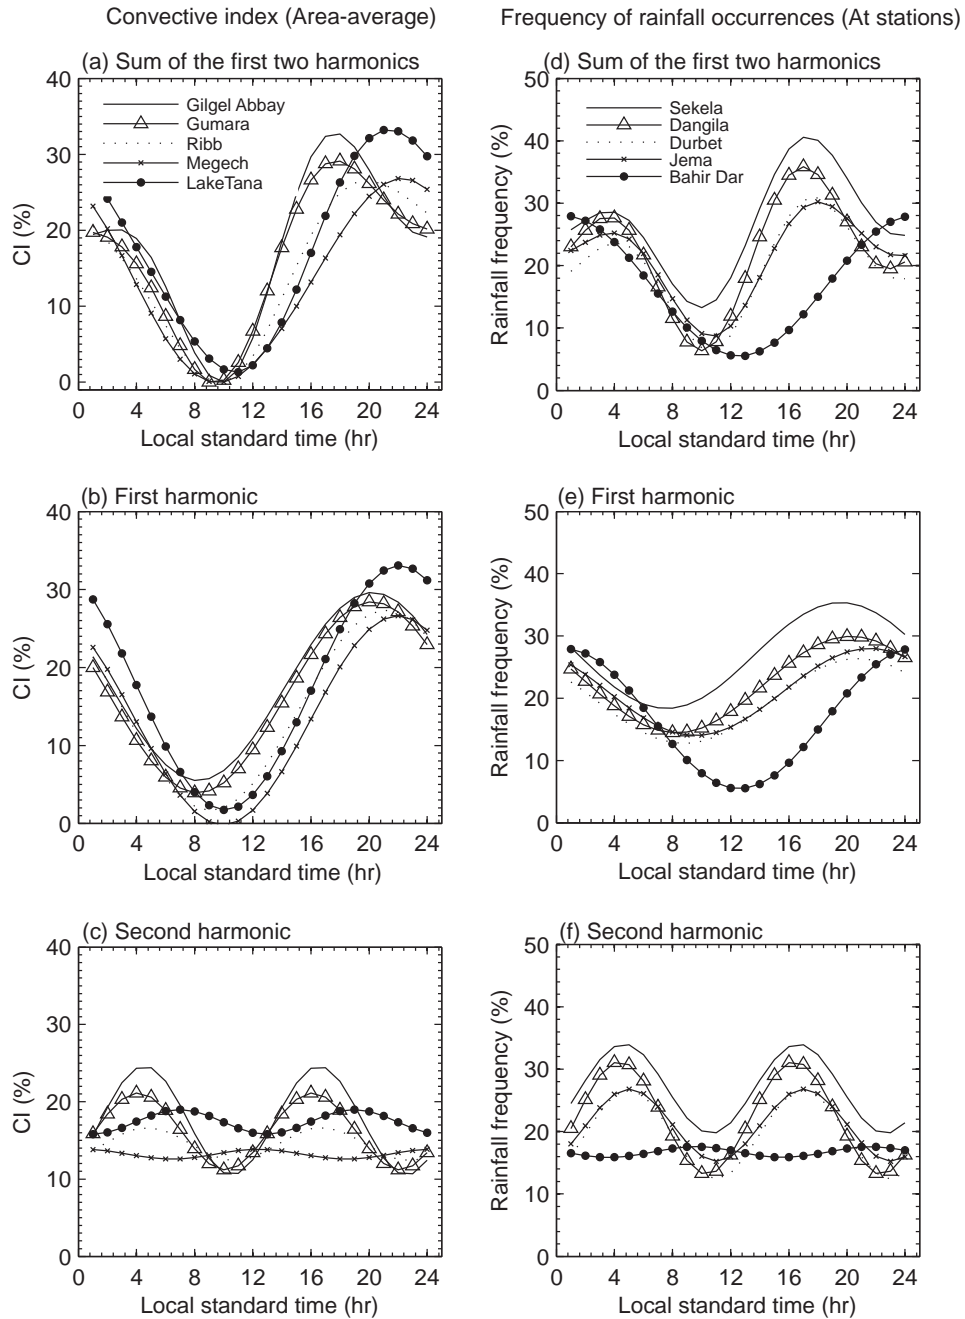 Convective index (Area-average)
Frequency of rainfall occurrences (At stations)
(a) Sum of the first two harmonics
40
30
20
10
0
CI (%)
Gilgel Abbay
Gumara
Ribb
Megech
LakeTana
0 4 8 12 16 20 24
Local standard time (hr)
(d) Sum of the first two harmonics
50
40
30
20
10
0
Rainfall frequency (%)
Sekela
Dangila
Durbet
Jema
Bahir Dar
0 4 8 12 16 20 24
Local standard time (hr)
(b) First harmonic
40
30
20
10
0
CI (%)
0 4 8 12 16 20 24
Local standard time (hr)
(e) First harmonic
50
40
30
20
10
0
Rainfall frequency (%)
0 4 8 12 16 20 24
Local standard time (hr)
(c) Second harmonic
40
30
20
10
0
CI (%)
0 4 8 12 16 20 24
Local standard time (hr)
(f) Second harmonic
50
40
30
20
10
0
Rainfall frequency (%)
0 4 8 12 16 20 24
Local standard time (hr)